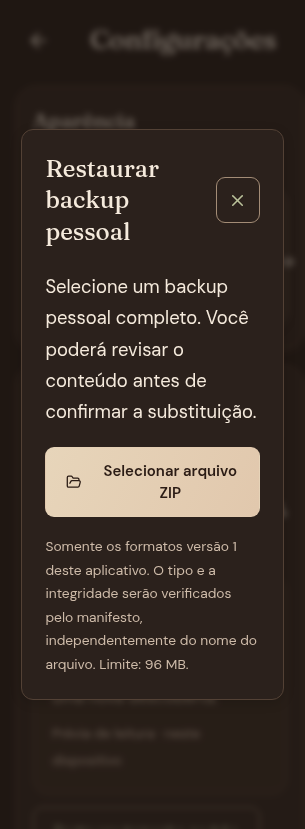 Configurações
Aparência
Restaurar
backup
pessoal
Selecione um backup
pessoal completo. Você
poderá revisar o
conteúdo antes de
confirmar a substituição.
Selecionar arquivo
ZIP
Somente os formatos versão 1
deste aplicativo. O tipo e a
integridade serão verificados
pelo manifesto,
independentemente do nome do
arquivo. Limite: 96 MB.